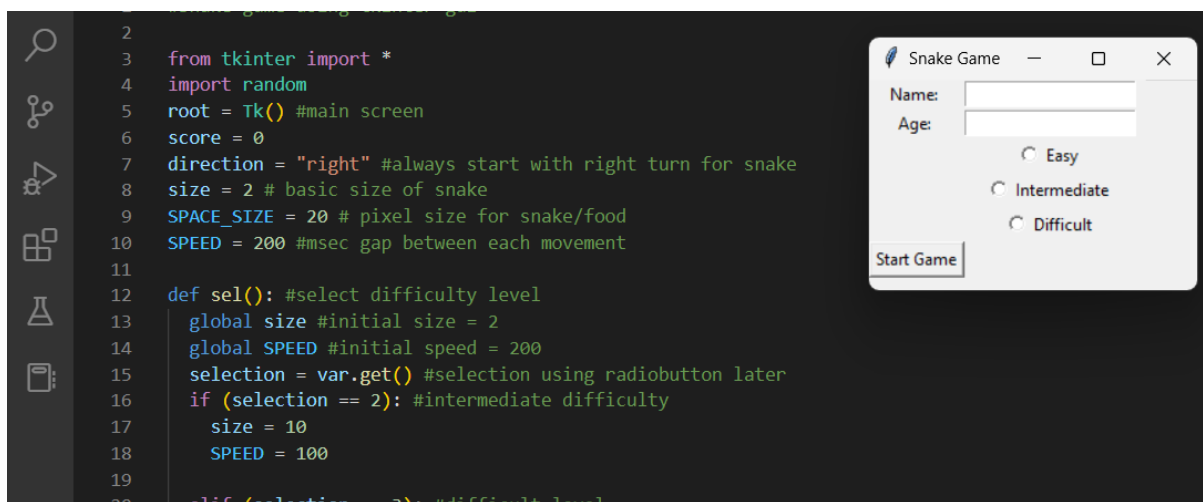 2
3 from tkinter import *
4 import random
5 root = Tk() #main screen
6 score = 0
7 direction = "right" #always start with right turn for snake
8 size = 2 # basic size of snake
9 SPACE_SIZE = 20 # pixel size for snake/food
10 SPEED = 200 #msec gap between each movement
11
12 def sel(): #select difficulty level
13 global size #initial size = 2
14 global SPEED #initial speed = 200
15 selection = var.get() #selection using radiobutton later
16 if (selection == 2): #intermediate difficulty
17 size = 10
18 SPEED = 100
19
Snake Game
Name:
Age:
Easy
Intermediate
Difficult
Start Game